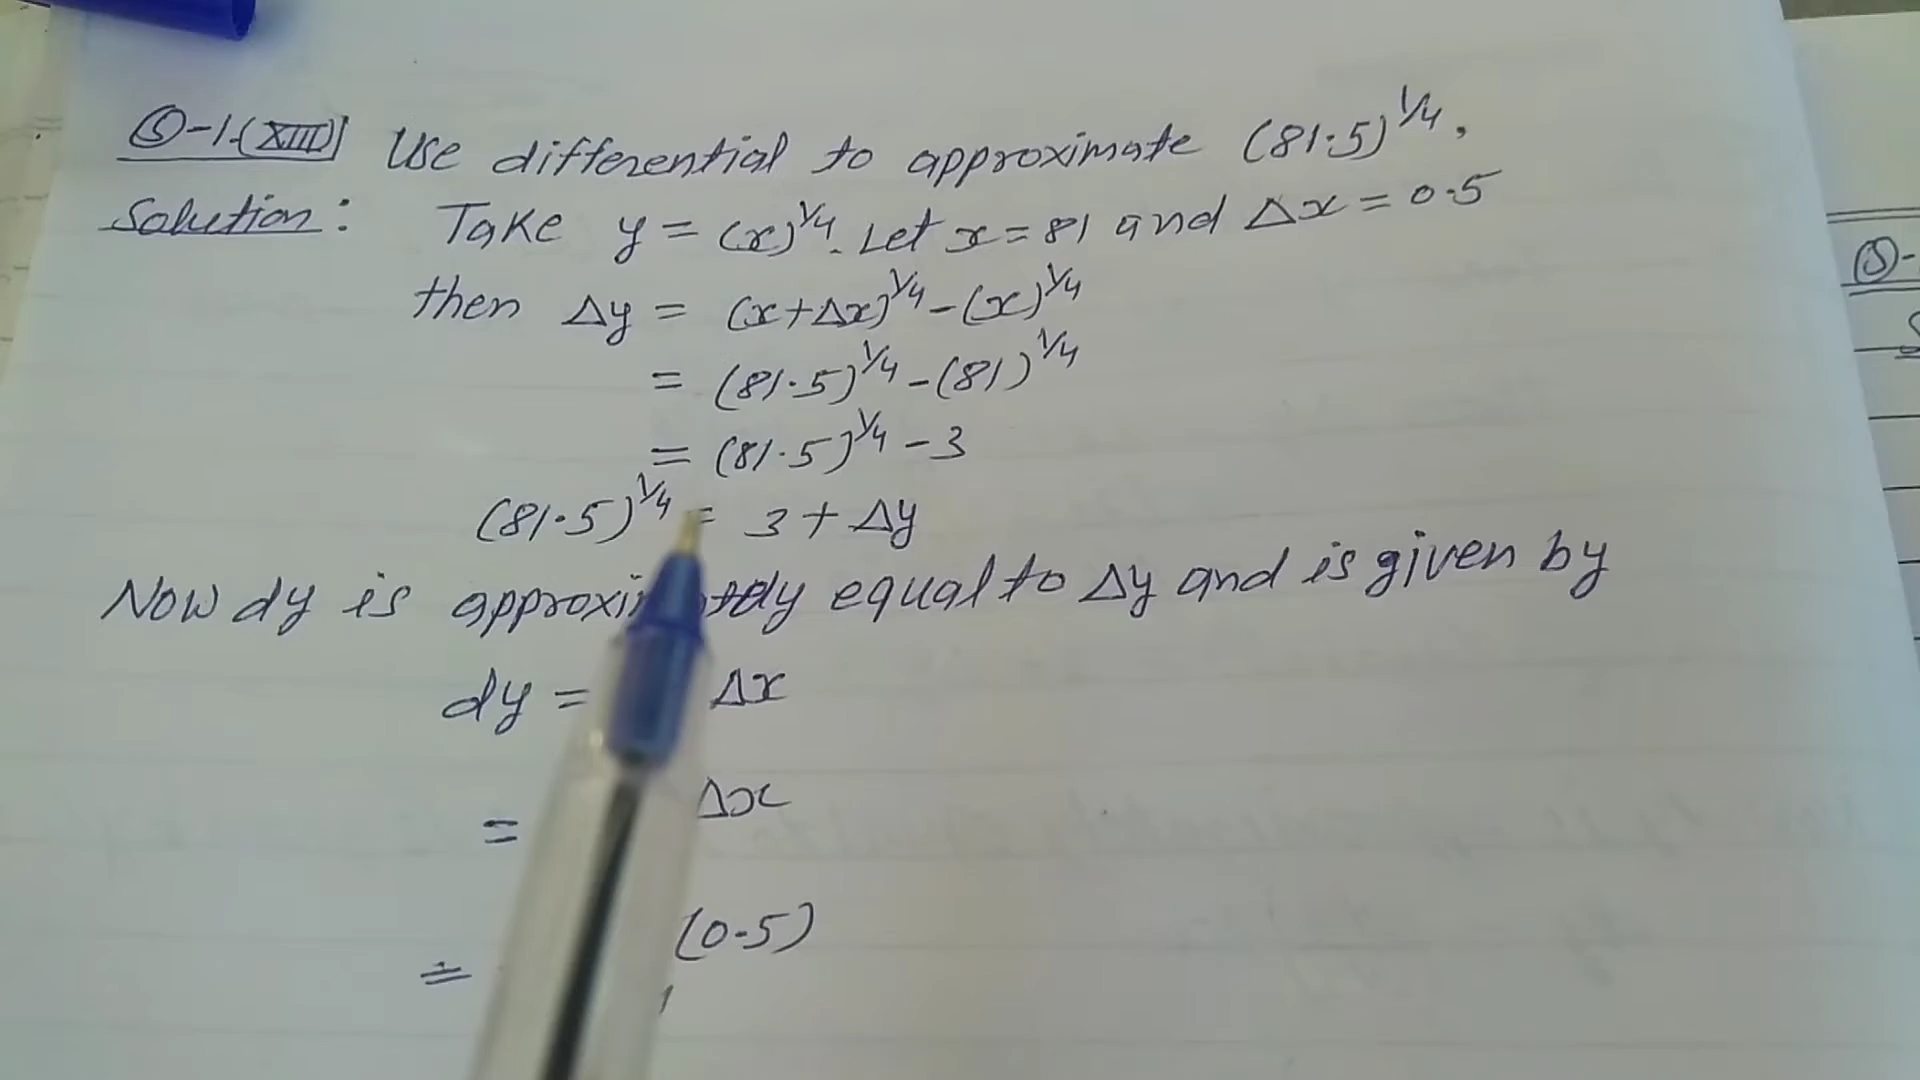 Q-1.(XIII) Use differential to approximate (81.5)^1/4.
Solution: Take y = (x)^1/4. Let x = 81 and Δx = 0.5
then Δy = (x+Δx)^1/4 - (x)^1/4
= (81.5)^1/4 - (81)^1/4
= (81.5)^1/4 - 3
(81.5)^1/4 = 3 + Δy
Now dy is equal to Δy and is given by
dy = Δx
= Δx
= (0.5)